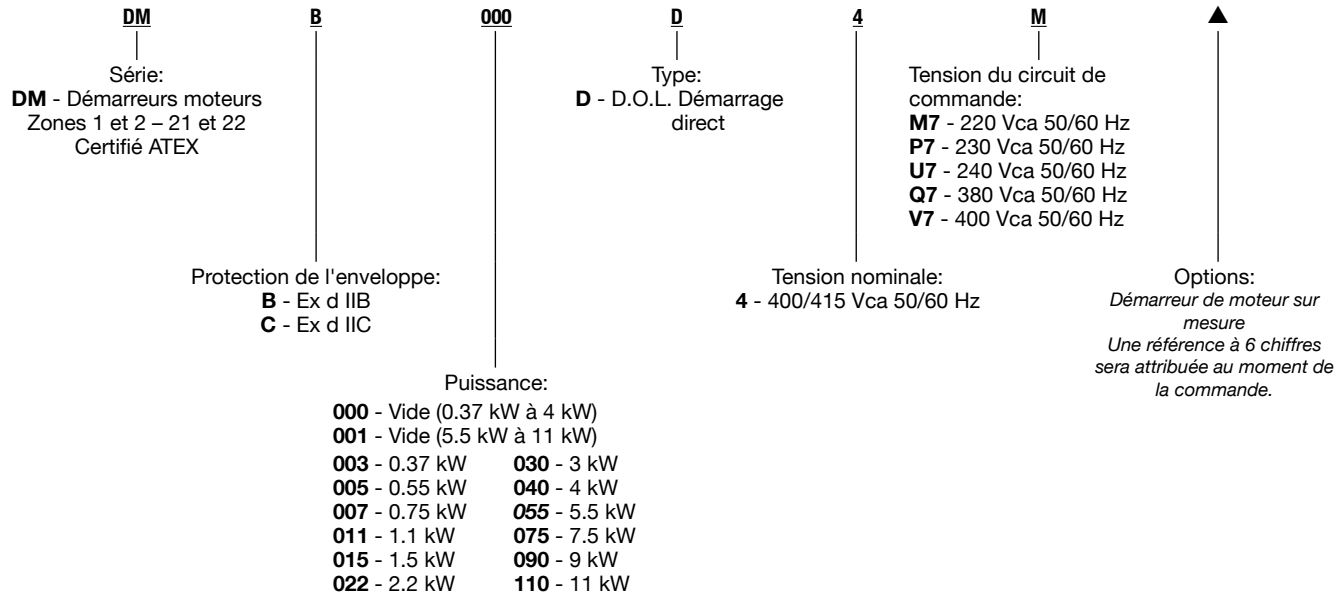 DM B 000 D 4 M ▲
Série:
DM - Démarreurs moteurs
Zones 1 et 2 – 21 et 22
Certifié ATEX
Type:
D - D.O.L. Démarrage
direct
Tension du circuit de
commande:
M7 - 220 Vca 50/60 Hz
P7 - 230 Vca 50/60 Hz
U7 - 240 Vca 50/60 Hz
Q7 - 380 Vca 50/60 Hz
V7 - 400 Vca 50/60 Hz
Protection de l'enveloppe:
B - Ex d IIB
C - Ex d IIC
Tension nominale:
4 - 400/415 Vca 50/60 Hz
Options:
Démarreur de moteur sur
mesure
Une référence à 6 chiffres
sera attribuée au moment de
la commande.
Puissance:
000 - Vide (0.37 kW à 4 kW)
001 - Vide (5.5 kW à 11 kW)
003 - 0.37 kW 030 - 3 kW
005 - 0.55 kW 040 - 4 kW
007 - 0.75 kW 055 - 5.5 kW
011 - 1.1 kW 075 - 7.5 kW
015 - 1.5 kW 090 - 9 kW
022 - 2.2 kW 110 - 11 kW